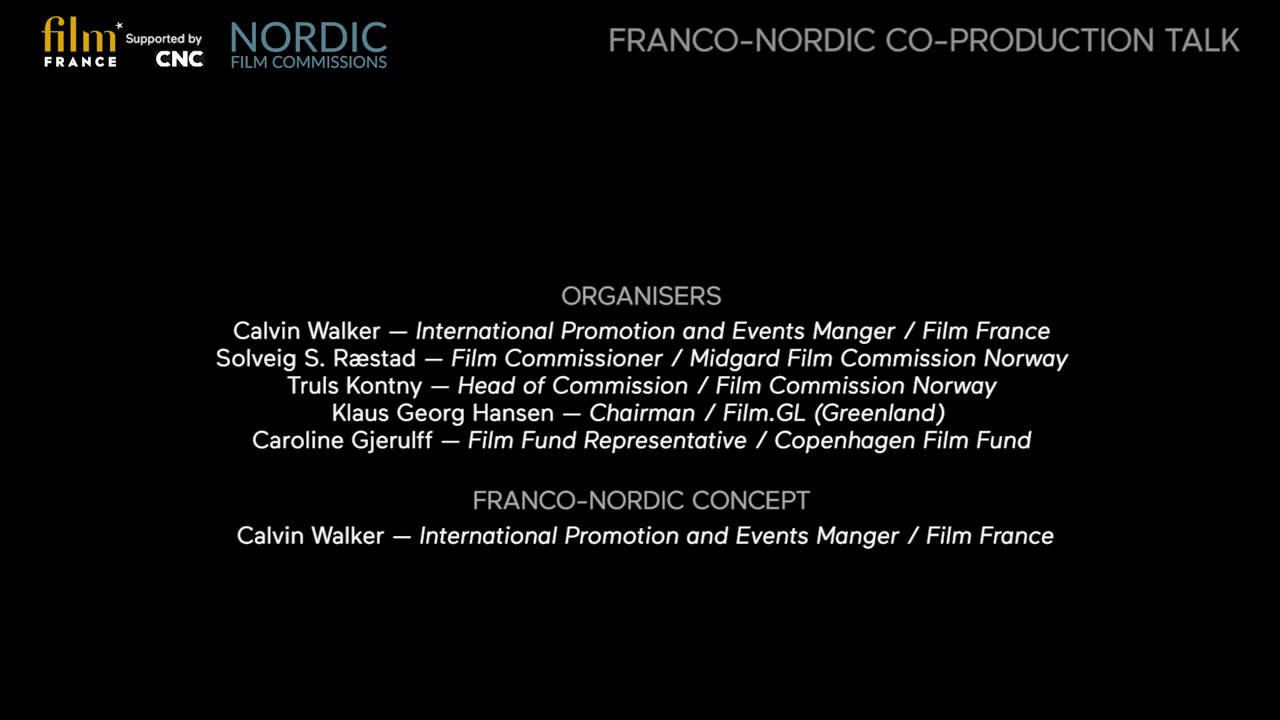 film*
FRANCE
Supported by
CNC
NORDIC
FILM COMMISSIONS
FRANCO-NORDIC CO-PRODUCTION TALK
ORGANISERS
Calvin Walker — International Promotion and Events Manger / Film France
Solveig S. Ræstad — Film Commissioner / Midgard Film Commission Norway
Truls Kontny — Head of Commission / Film Commission Norway
Klaus Georg Hansen — Chairman / Film.GL (Greenland)
Caroline Gjerulff — Film Fund Representative / Copenhagen Film Fund
FRANCO-NORDIC CONCEPT
Calvin Walker — International Promotion and Events Manger / Film France